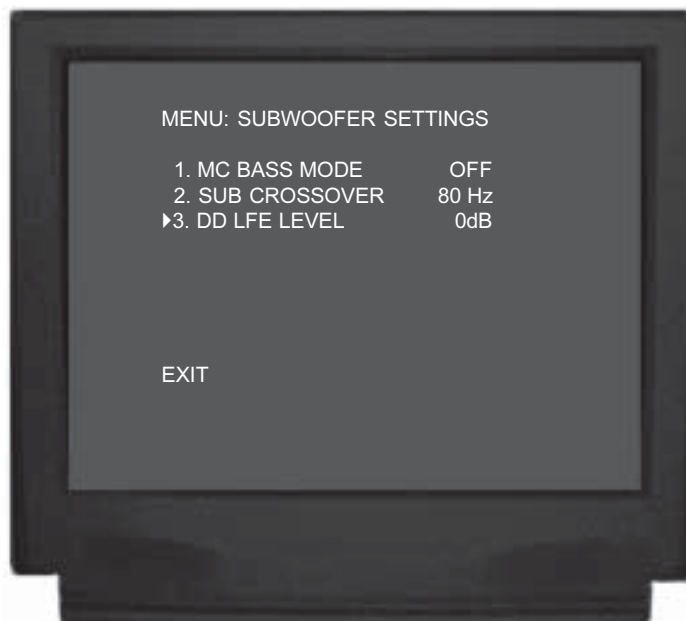 MENU: SUBWOOFER SETTINGS
1. MC BASS MODE OFF
2. SUB CROSSOVER 80 Hz
▶3. DD LFE LEVEL 0dB
EXIT